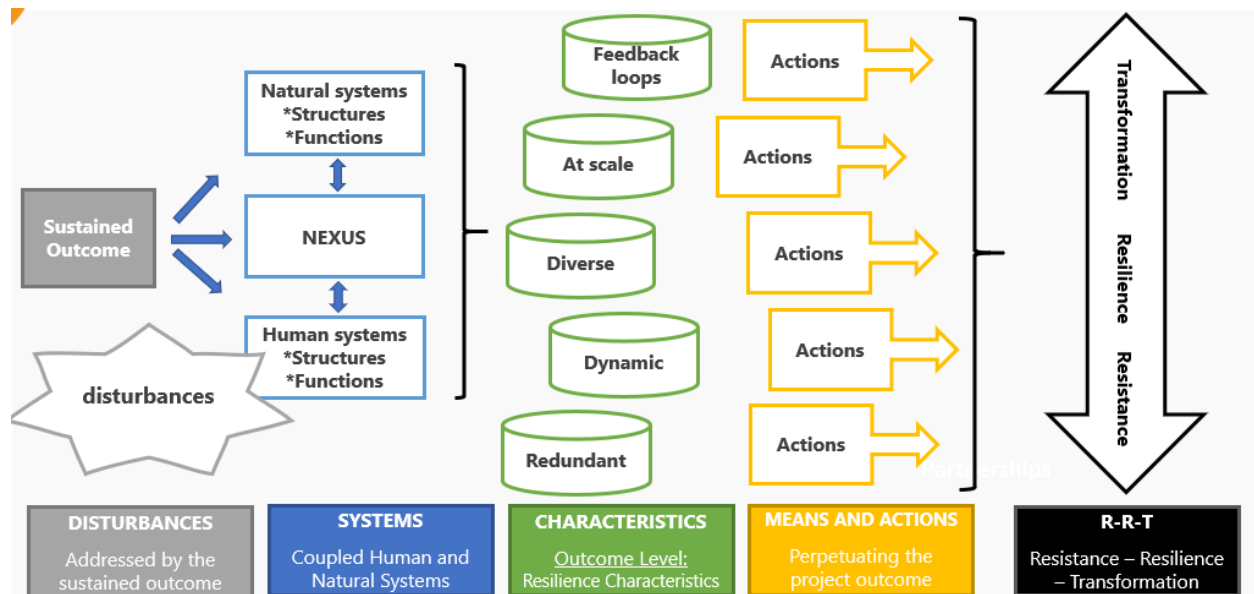 Natural systems
*Structures
*Functions
Sustained
Outcome
NEXUS
Human systems
*Structures
*Functions
disturbances
Feedback
loops
At scale
Diverse
Dynamic
Redundant
Actions
Actions
Actions
Actions
Actions
Partnerships
Transformation Resilience Resistance
DISTURBANCES
Addressed by the
sustained outcome
SYSTEMS
Coupled Human and
Natural Systems
CHARACTERISTICS
Outcome Level:
Resilience Characteristics
MEANS AND ACTIONS
Perpetuating the
project outcome
R-R-T
Resistance – Resilience
– Transformation